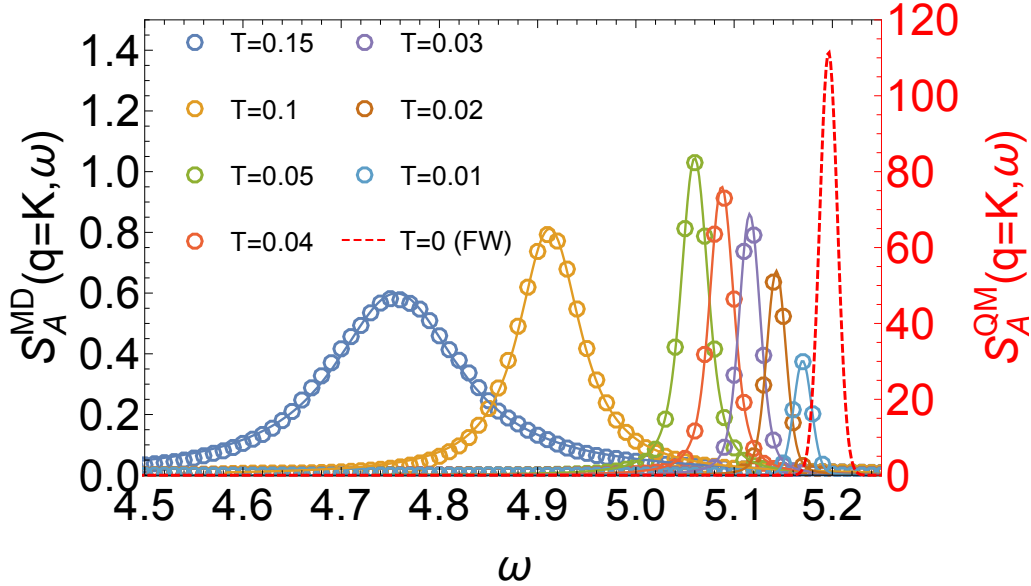 S_A^MD(q=K,ω)
1.4
1.2
1.0
0.8
0.6
0.4
0.2
0.0
T=0.15
T=0.03
T=0.1
T=0.02
T=0.05
T=0.01
T=0.04
T=0 (FW)
120
100
80
60
40
20
0
S_A^QM(q=K,ω)
4.5 4.6 4.7 4.8 4.9 5.0 5.1 5.2
ω